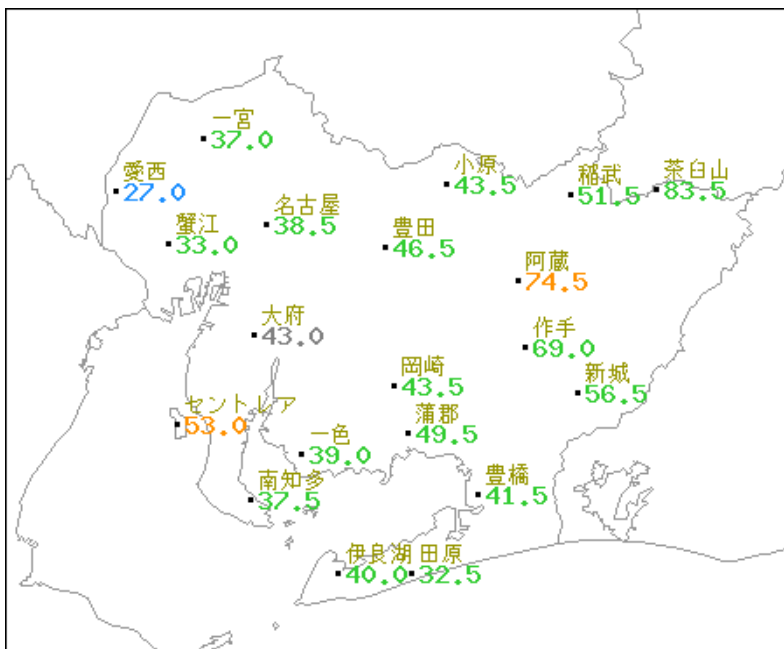 一宮
37.0
小原
43.5
稲武
51.5
茶臼山
83.5
愛西
27.0
名古屋
38.5
蟹江
33.0
豊田
46.5
阿蔵
74.5
大府
43.0
作手
69.0
岡崎
43.5
新城
56.5
セントレア
53.0
蒲郡
49.5
一色
39.0
南知多
37.5
豊橋
41.5
伊良湖
40.0
田原
32.5